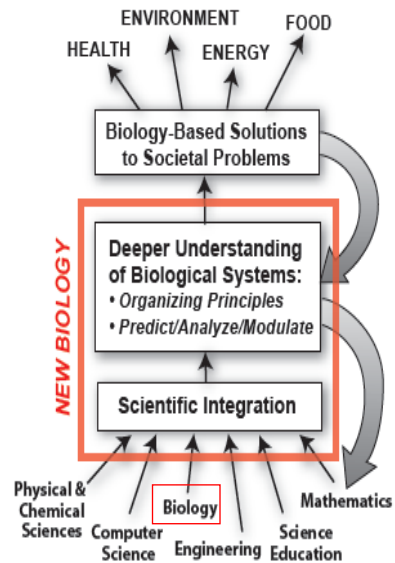 ENVIRONMENT
FOOD
HEALTH
ENERGY
Biology-Based Solutions
to Societal Problems
NEW BIOLOGY
Deeper Understanding
of Biological Systems:
• Organizing Principles
• Predict/Analyze/Modulate
Scientific Integration
Physical &
Chemical
Sciences
Computer
Science
Biology
Engineering
Science
Education
Mathematics